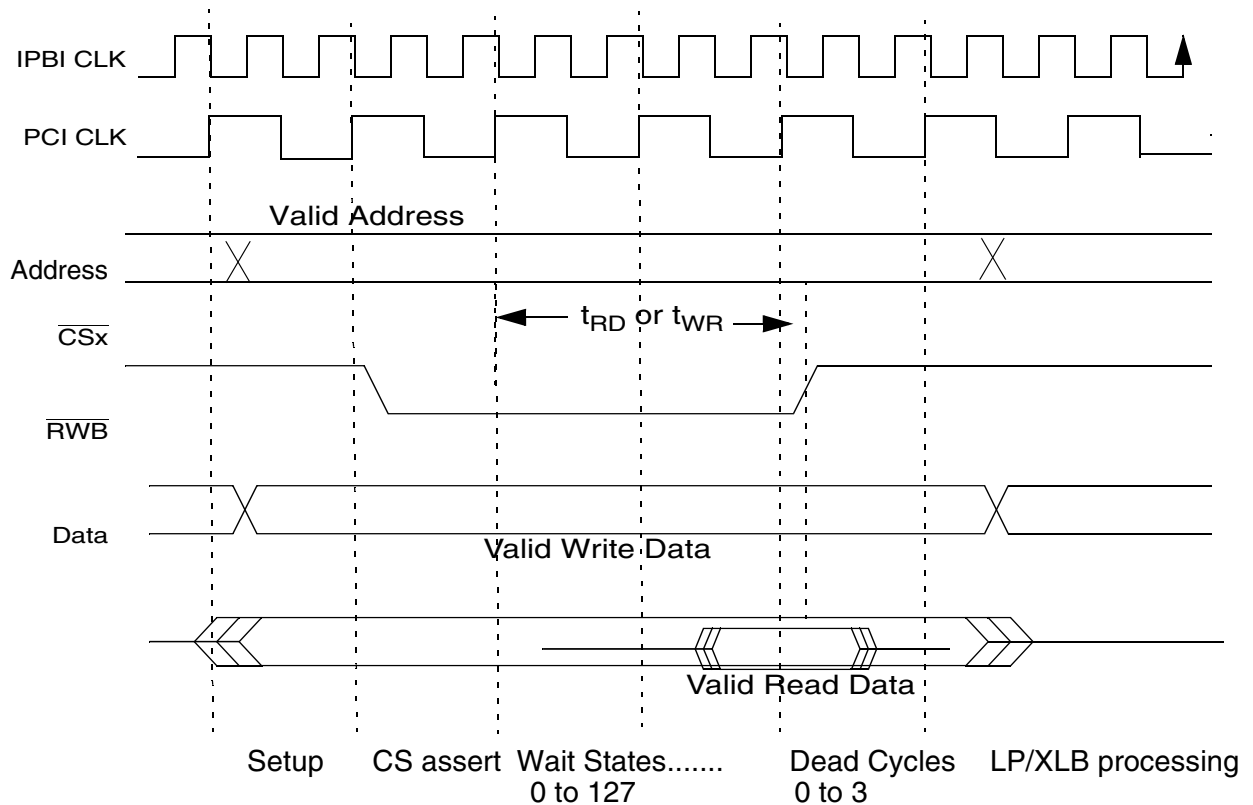 IPBI CLK
PCI CLK
Valid Address
Address
CSx
tRD or tWR
RWB
Data
Valid Write Data
Valid Read Data
Setup CS assert Wait States....... Dead Cycles LP/XLB processing
0 to 127 0 to 3